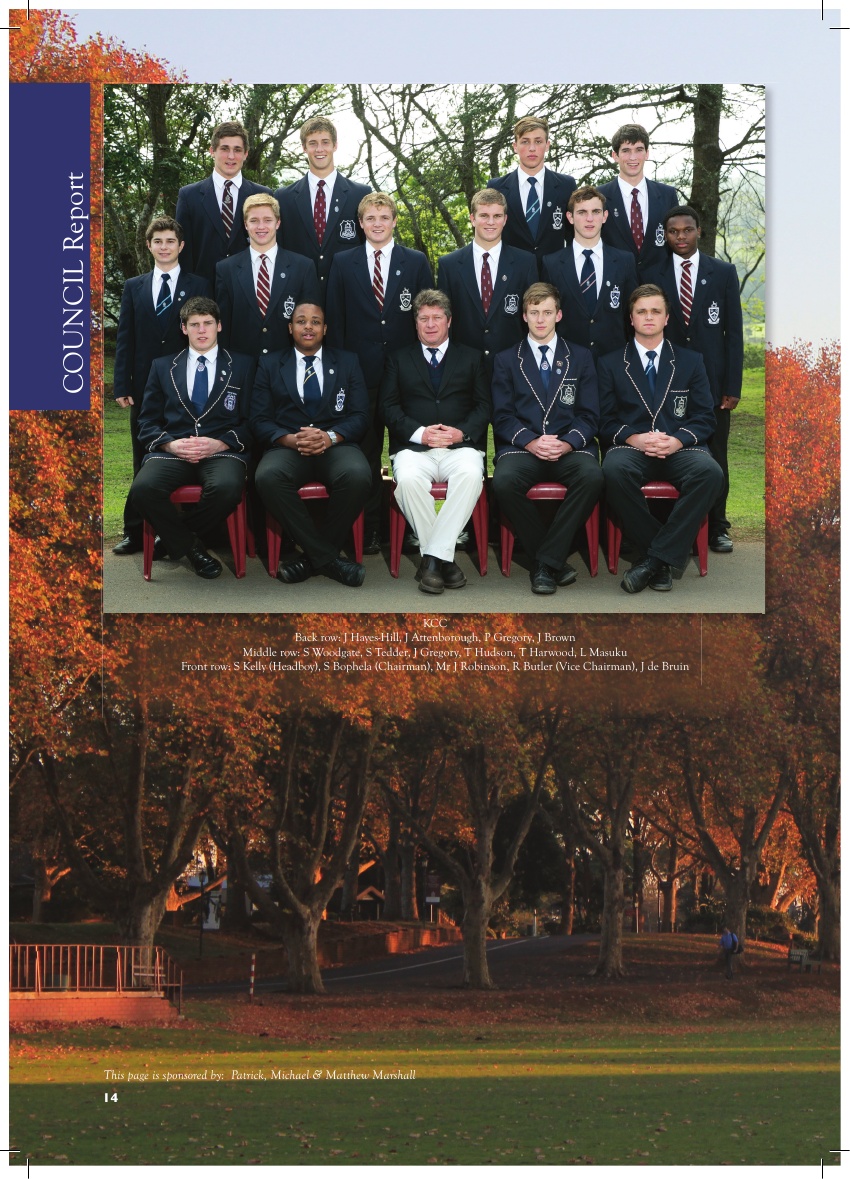 COUNCIL Report
KCC
Back row: J Hayes-Hill, J Attenborough, P Gregory, J Brown
Middle row: S Woodgate, S Tedder, J Gregory, T Hudson, T Harwood, L Masuku
Front row: S Kelly (Headboy), S Bophela (Chairman), Mr J Robinson, R Butler (Vice Chairman), J de Bruin
This page is sponsored by: Patrick, Michael & Matthew Marshall
14